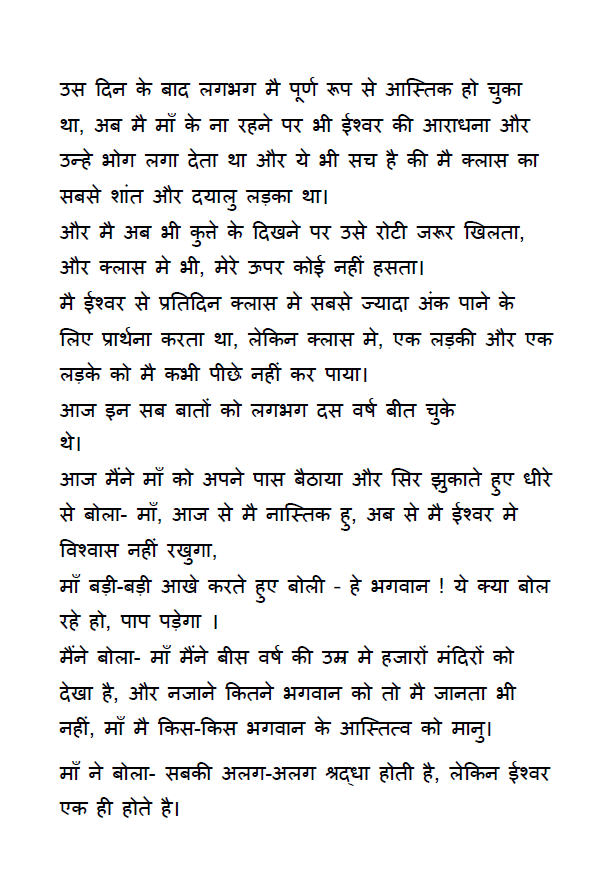 उस दिन के बाद लगभग मै पूर्ण रूप से आस्तिक हो चुका
था, अब मै माँ के ना रहने पर भी ईश्वर की आराधना और
उन्हे भोग लगा देता था और ये भी सच है की मै क्लास का
सबसे शांत और दयालु लड़का था।
और मै अब भी कुत्ते के दिखने पर उसे रोटी जरूर खिलता,
और क्लास मे भी, मेरे ऊपर कोई नहीं हसता।
मै ईश्वर से प्रतिदिन क्लास मे सबसे ज्यादा अंक पाने के
लिए प्रार्थना करता था, लेकिन क्लास मे, एक लड़की और एक
लड़के को मै कभी पीछे नहीं कर पाया।
आज इन सब बातों को लगभग दस वर्ष बीत चुके
थे।
आज मैंने माँ को अपने पास बैठाया और सिर झुकाते हुए धीरे
से बोला- माँ, आज से मै नास्तिक हु, अब से मै ईश्वर मे
विश्वास नहीं रखुगा,
माँ बड़ी-बड़ी आखे करते हुए बोली – हे भगवान ! ये क्या बोल
रहे हो, पाप पड़ेगा ।
मैंने बोला- माँ मैंने बीस वर्ष की उम्र मे हजारों मंदिरों को
देखा है, और नजाने कितने भगवान को तो मै जानता भी
नहीं, माँ मै किस-किस भगवान के आस्तित्व को मानु।
माँ ने बोला- सबकी अलग-अलग श्रद्धा होती है, लेकिन ईश्वर
एक ही होते है।